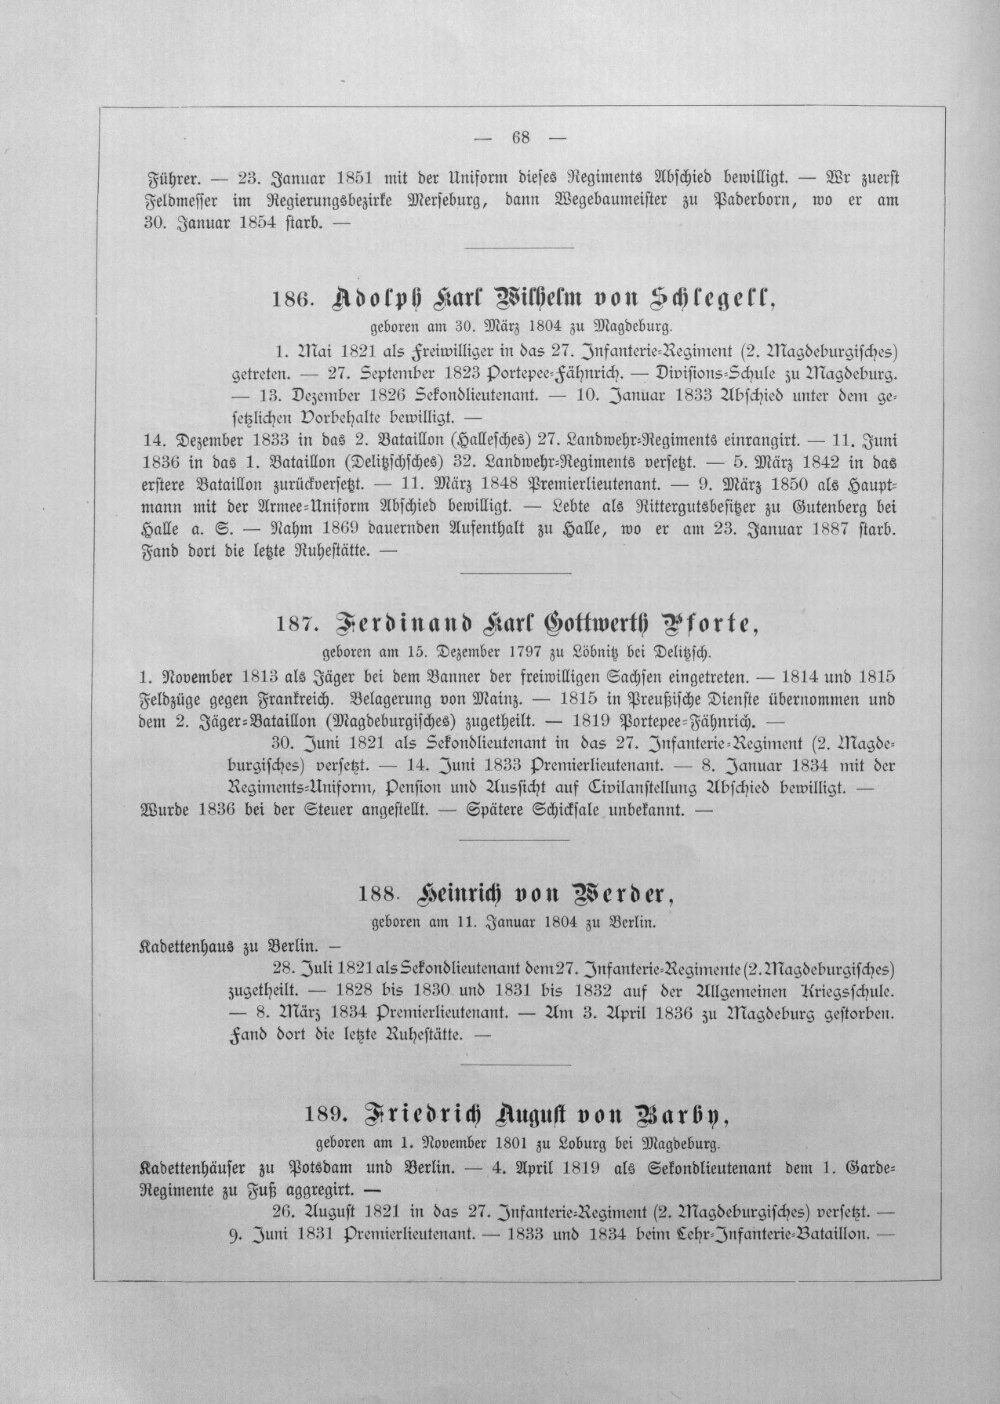 — 68 —
Führer. — 23. Januar 1851 mit der Uniform dieses Regiments Abschied bewilligt. — Wr zuerst
Feldmesser im Regierungsbezirke Merseburg, dann Wegebaumeister zu Paderborn, wo er am
30. Januar 1854 starb. —
186. Adolph Karl Wilhelm von Schlegell,
geboren am 30. März 1804 zu Magdeburg.
1. Mai 1821 als Freiwilliger in das 27. Infanterie-Regiment (2. Magdeburgisches)
getreten. — 27. September 1823 Portepee-Fähnrich. — Divisions-Schule zu Magdeburg.
— 13. Dezember 1826 Sekondlieutenant. — 10. Januar 1833 Abschied unter dem ge-
setzlichen Vorbehalte bewilligt. —
14. Dezember 1833 in das 2. Bataillon (Hallesches) 27. Landwehr-Regiments einrangirt. — 11. Juni
1836 in das 1. Bataillon (Delitzschsches) 32. Landwehr-Regiments versetzt. — 5. März 1842 in das
erstere Bataillon zurückversetzt. — 11. März 1848 Premierlieutenant. — 9. März 1850 als Haupt-
mann mit der Armee-Uniform Abschied bewilligt. — Lebte als Rittergutsbesitzer zu Gutenberg bei
Halle a. S. — Nahm 1869 dauernden Aufenthalt zu Halle, wo er am 23. Januar 1887 starb.
Fand dort die letzte Ruhestätte. —
187. Ferdinand Karl Gottwerth Pforte,
geboren am 15. Dezember 1797 zu Löbnitz bei Delitzsch.
1. November 1813 als Jäger bei dem Banner der freiwilligen Sachsen eingetreten. — 1814 und 1815
Feldzüge gegen Frankreich. Belagerung von Mainz. — 1815 in Preußische Dienste übernommen und
dem 2. Jäger-Bataillon (Magdeburgisches) zugetheilt. — 1819 Portepee-Fähnrich. —
30. Juni 1821 als Sekondlieutenant in das 27. Infanterie-Regiment (2. Magde-
burgisches) versetzt. — 14. Juni 1833 Premierlieutenant. — 8. Januar 1834 mit der
Regiments-Uniform, Pension und Aussicht auf Civilanstellung Abschied bewilligt. —
Wurde 1836 bei der Steuer angestellt. — Spätere Schicksale unbekannt. —
188. Heinrich von Werder,
geboren am 11. Januar 1804 zu Berlin.
Kadettenhaus zu Berlin. —
28. Juli 1821 als Sekondlieutenant dem 27. Infanterie-Regimente (2. Magdeburgisches)
zugetheilt. — 1828 bis 1830 und 1831 bis 1832 auf der Allgemeinen Kriegsschule.
— 8. März 1834 Premierlieutenant. — Am 3. April 1836 zu Magdeburg gestorben.
Fand dort die letzte Ruhestätte. —
189. Friedrich August von Barby,
geboren am 1. November 1801 zu Loburg bei Magdeburg.
Kadettenhäuser zu Potsdam und Berlin. — 4. April 1819 als Sekondlieutenant dem 1. Garde-
Regimente zu Fuß aggregirt. —
26. August 1821 in das 27. Infanterie-Regiment (2. Magdeburgisches) versetzt. —
9. Juni 1831 Premierlieutenant. — 1833 und 1834 beim Lehr-Infanterie-Bataillon. —